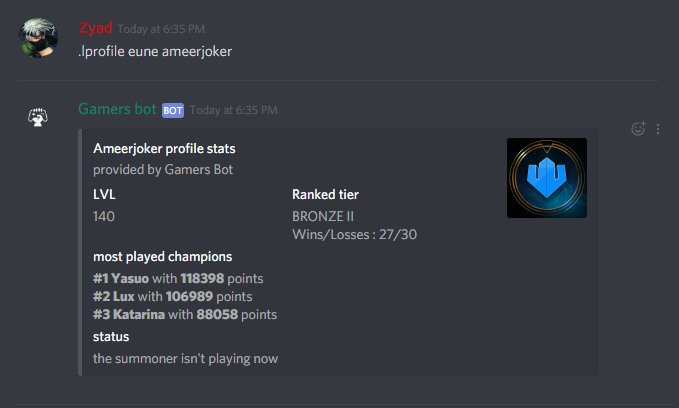 Zyad Today at 6:35 PM
.lprofile eune ameerjoker
Gamers bot BOT Today at 6:35 PM
Ameerjoker profile stats
provided by Gamers Bot
LVL Ranked tier
140 BRONZE II
Wins/Losses : 27/30
most played champions
#1 Yasuo with 118398 points
#2 Lux with 106989 points
#3 Katarina with 88058 points
status
the summoner isn't playing now